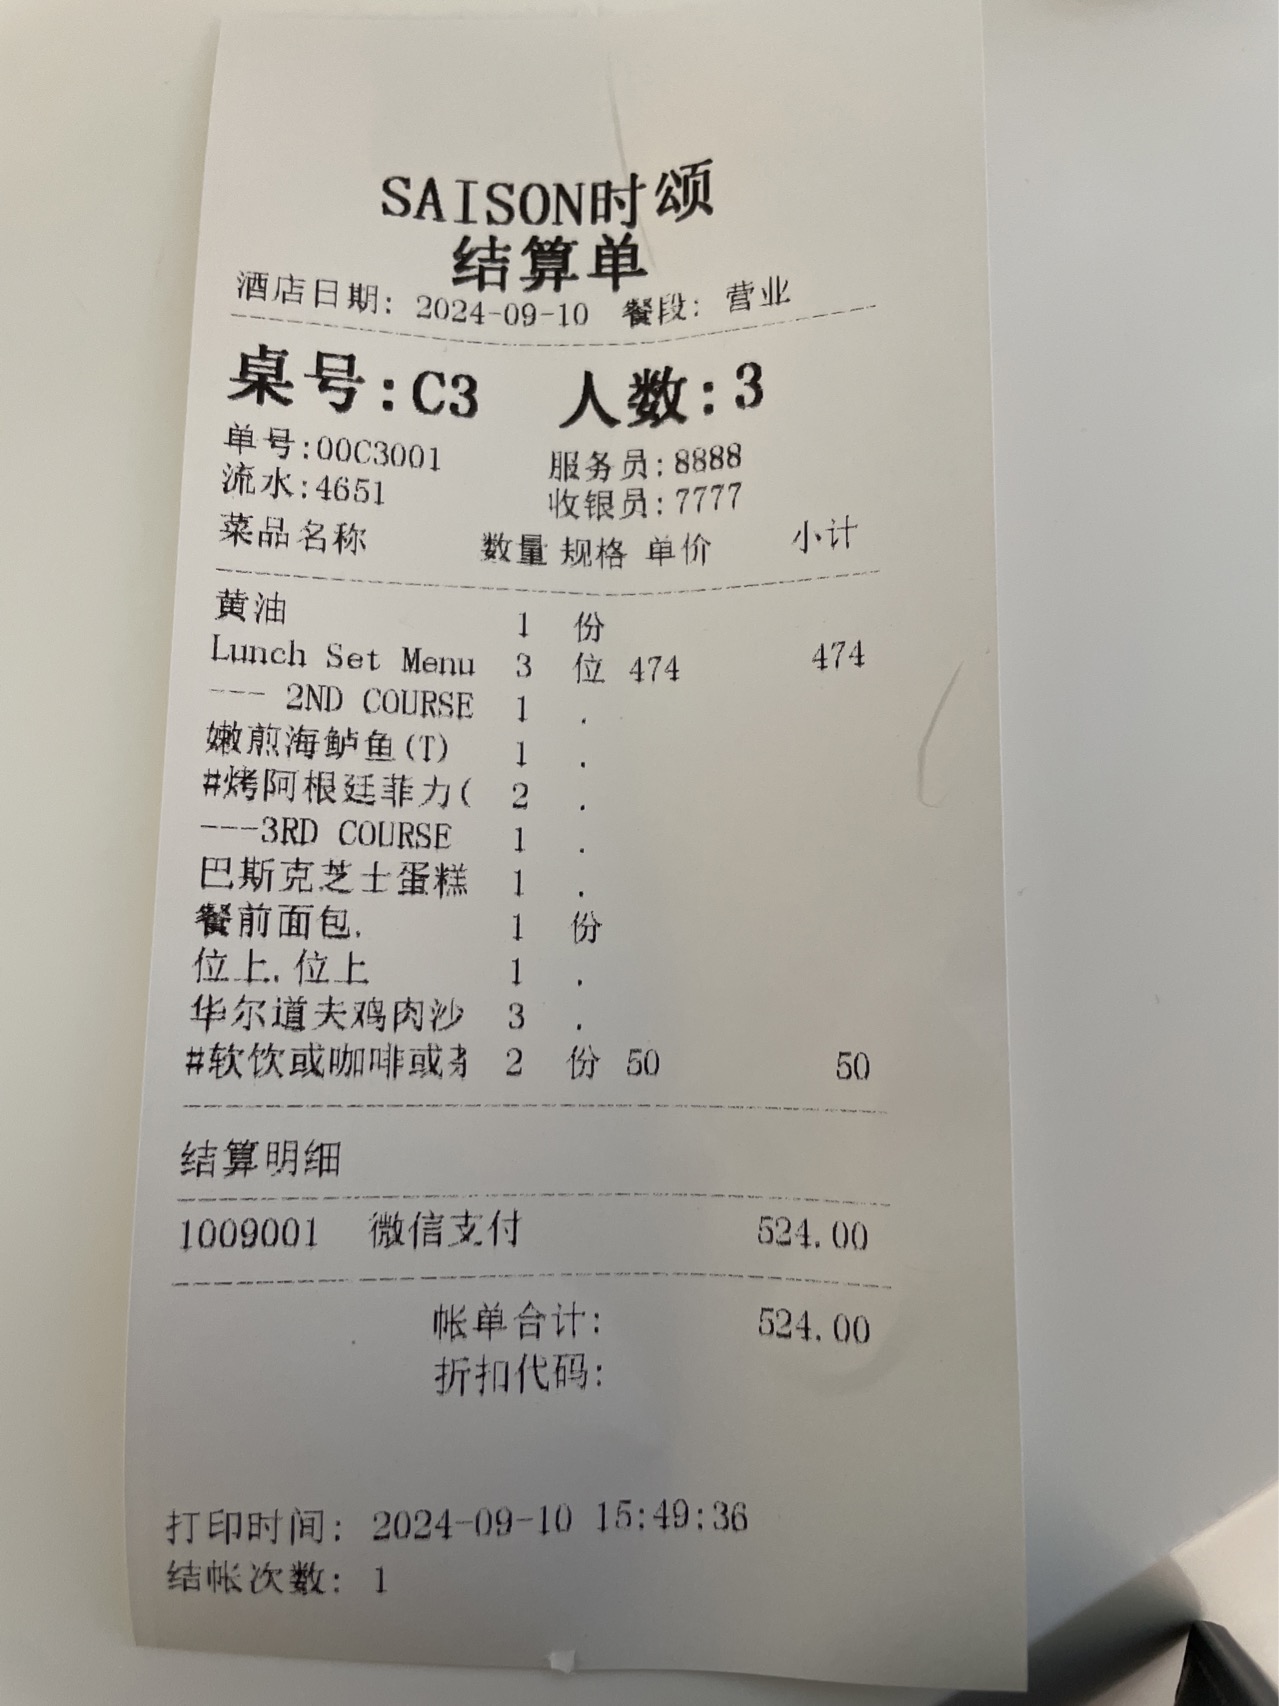 SAISON时颂
结算单
酒店日期: 2024-09-10 餐段: 营业
桌号:C3 人数:3
单号:00C3001 服务员:8888
流水:4651 收银员:7777
菜品名称 数量 规格 单价 小计
黄油 1 份
Lunch Set Menu 3 位 474 474
--- 2ND COURSE 1 .
嫩煎海鲈鱼(T) 1 .
#烤阿根廷菲力( 2 .
---3RD COURSE 1 .
巴斯克芝士蛋糕 1 .
餐前面包. 1 份
位上.位上 1 .
华尔道夫鸡肉沙 3 .
#软饮或咖啡或 2 份 50 50
结算明细
1009001 微信支付 524.00
帐单合计: 524.00
折扣代码:
打印时间: 2024-09-10 15:49:36
结帐次数: 1